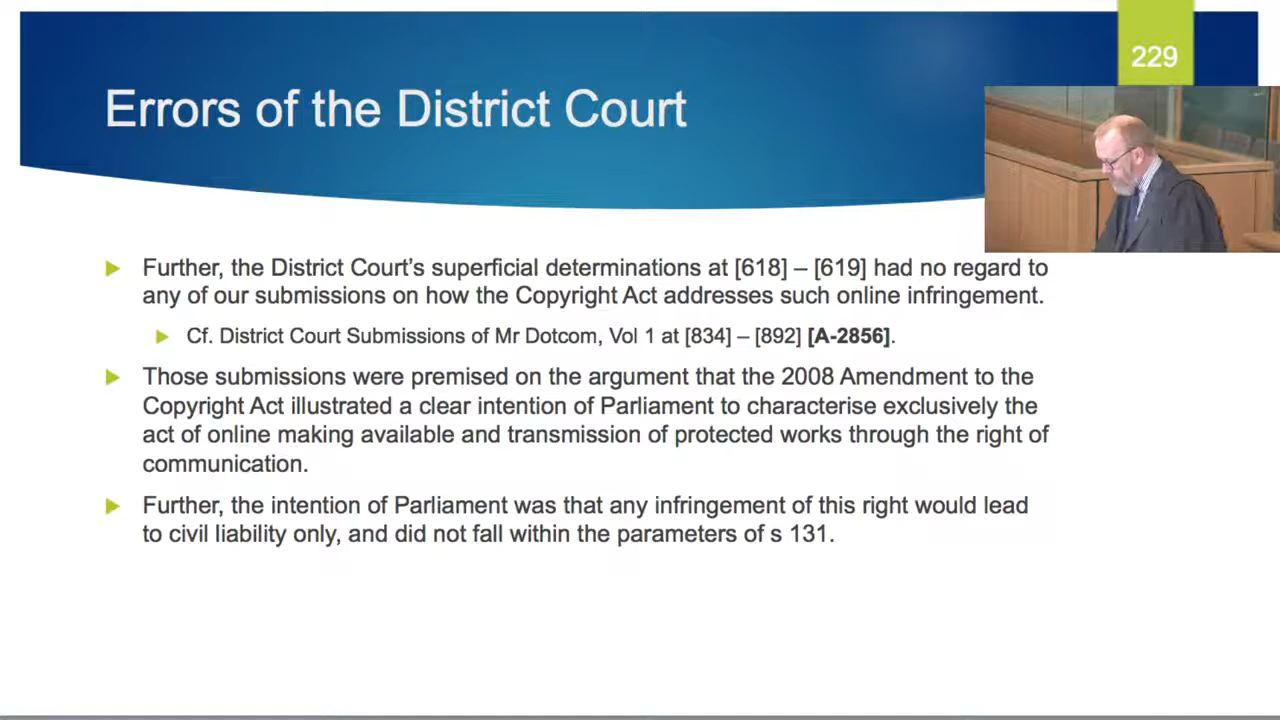 229
Errors of the District Court
Further, the District Court's superficial determinations at [618] – [619] had no regard to
any of our submissions on how the Copyright Act addresses such online infringement.
Cf. District Court Submissions of Mr Dotcom, Vol 1 at [834] – [892] [A-2856].
Those submissions were premised on the argument that the 2008 Amendment to the
Copyright Act illustrated a clear intention of Parliament to characterise exclusively the
act of online making available and transmission of protected works through the right of
communication.
Further, the intention of Parliament was that any infringement of this right would lead
to civil liability only, and did not fall within the parameters of s 131.